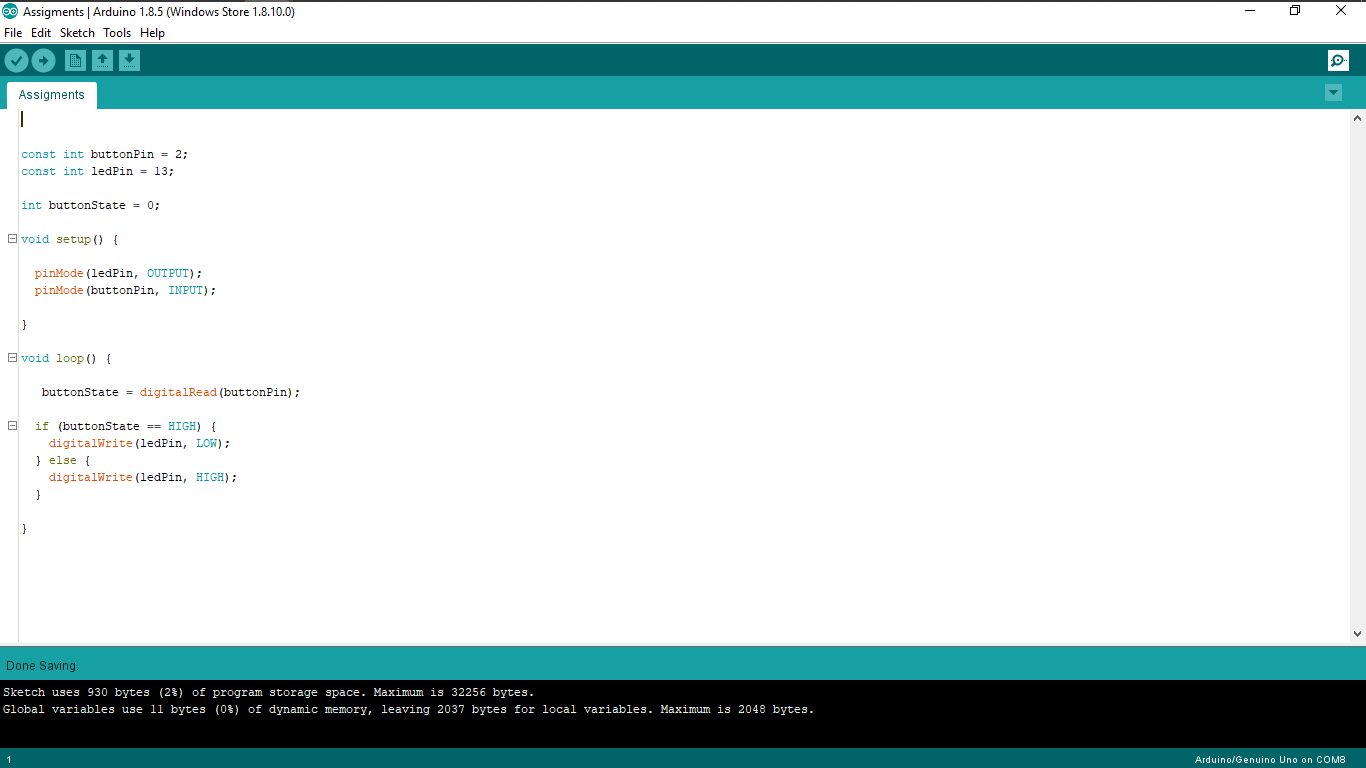 Assigments | Arduino 1.8.5 (Windows Store 1.8.10.0)
File Edit Sketch Tools Help
Assigments
const int buttonPin = 2;
const int ledPin = 13;
int buttonState = 0;
void setup() {
pinMode(ledPin, OUTPUT);
pinMode(buttonPin, INPUT);
}
void loop() {
buttonState = digitalRead(buttonPin);
if (buttonState == HIGH) {
digitalWrite(ledPin, LOW);
} else {
digitalWrite(ledPin, HIGH);
}
}
Done Saving.
Sketch uses 930 bytes (2%) of program storage space. Maximum is 32256 bytes.
Global variables use 11 bytes (0%) of dynamic memory, leaving 2037 bytes for local variables. Maximum is 2048 bytes.
1 Arduino/Genuino Uno on COM8